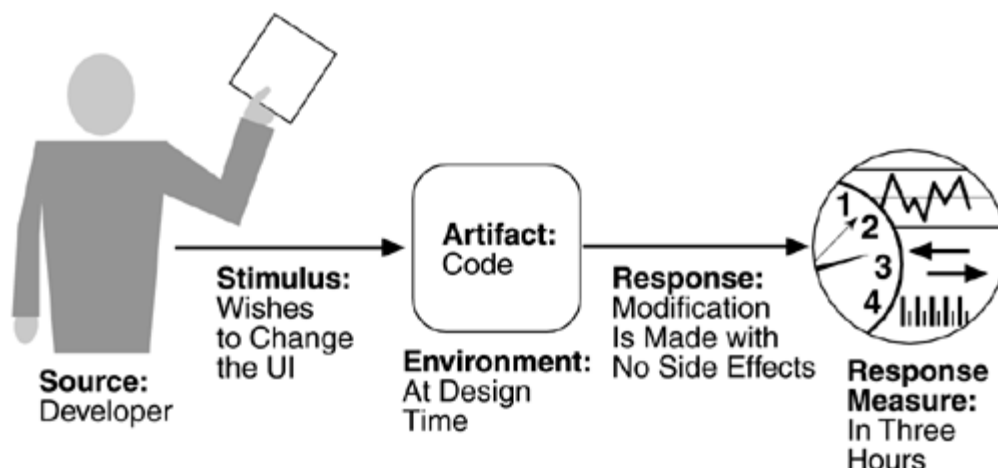 Source:
Developer
Stimulus:
Wishes
to Change
the UI
Artifact:
Code
Environment:
At Design
Time
Response:
Modification
Is Made with
No Side Effects
1
2
3
4
Response
Measure:
In Three
Hours